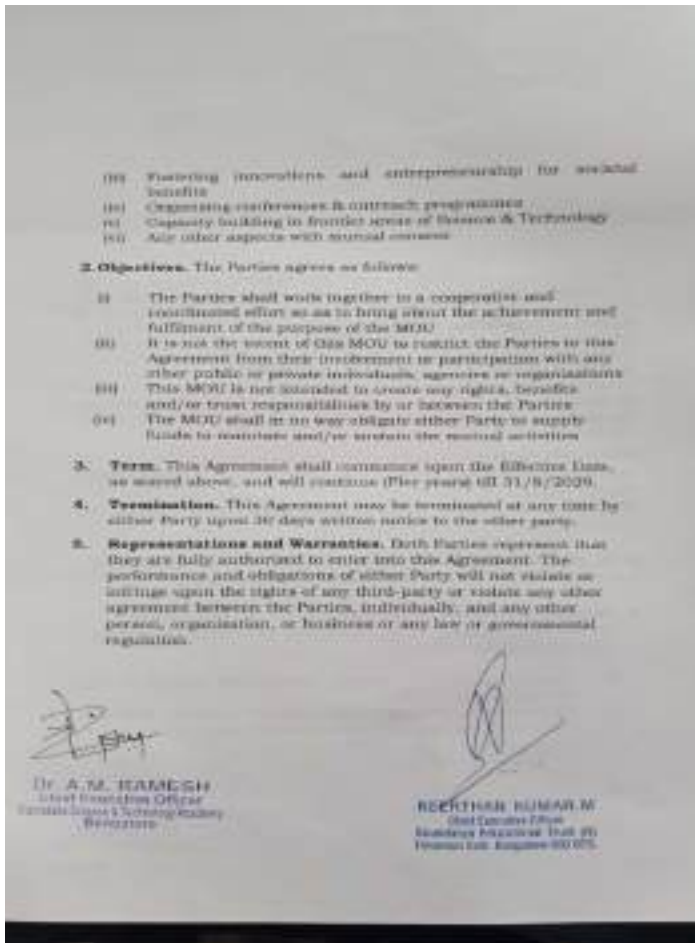 (iii) Fostering innovations and entrepreneurship for societal
benefits
(iv) Organising conferences & outreach programmes
(v) Capacity building in frontier areas of Science & Technology
(vi) Any other aspects with mutual consent
2. Objectives. The Parties agrees as follows:
i) The Parties shall work together in a cooperative and
coordinated effort so as to bring about the achievement and
fulfilment of the purpose of the MOU
(ii) It is not the intent of this MOU to restrict the Parties to this
Agreement from their involvement or participation with any
other public or private individuals, agencies or organisations
(iii) This MOU is not intended to create any rights, benefits
and/or trust responsibilities by or between the Parties
(iv) The MOU shall in no way obligate either Party to supply
funds to maintain and/or sustain the mutual activities
3. Term. This Agreement shall commence upon the Effective Date,
as stated above, and will continue years) till
4. Termination. This Agreement may be terminated at any time by
either Party upon 30 days written notice to the other party.
5. Representations and Warranties. Both Parties represent that
they are fully authorized to enter into this Agreement. The
performance and obligations of either Party will not violate or
infringe upon the rights of any third-party or violate any other
agreement between the Parties, individually, and any other
person, organization, or business or any law or governmental
regulation.
Dr. A.M. RAMESH
Chief Executive Officer
Science & Technology Academy
KEERTHAN KUMAR.M
Chief Executive Officer
Educational Trust (R)